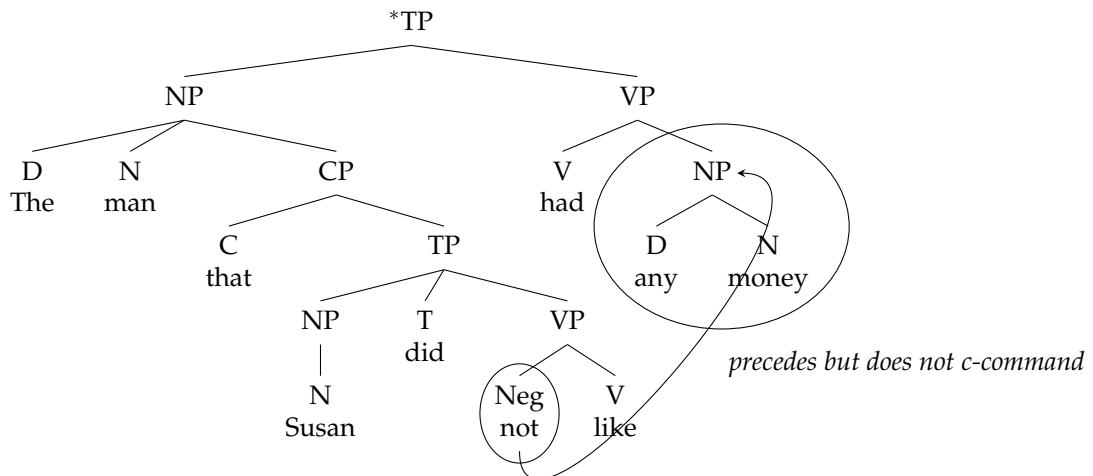 *TP
NP VP
D N CP V NP
The man had
C TP D N
that any money
NP T VP
did
precedes but does not c-command
N Neg V
Susan not like